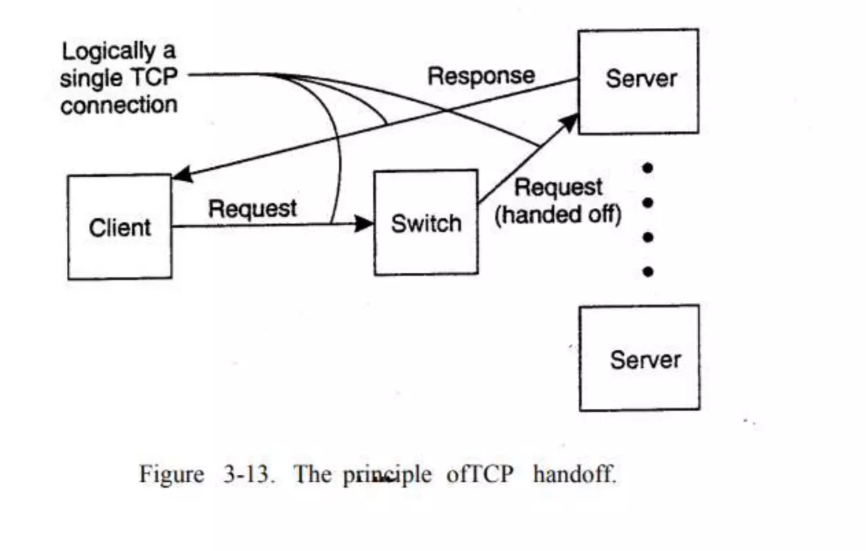 Logically a
single TCP
connection
Response
Server
Client
Request
Switch
Request
(handed off)
Server
Figure 3-13. The principle ofTCP handoff.